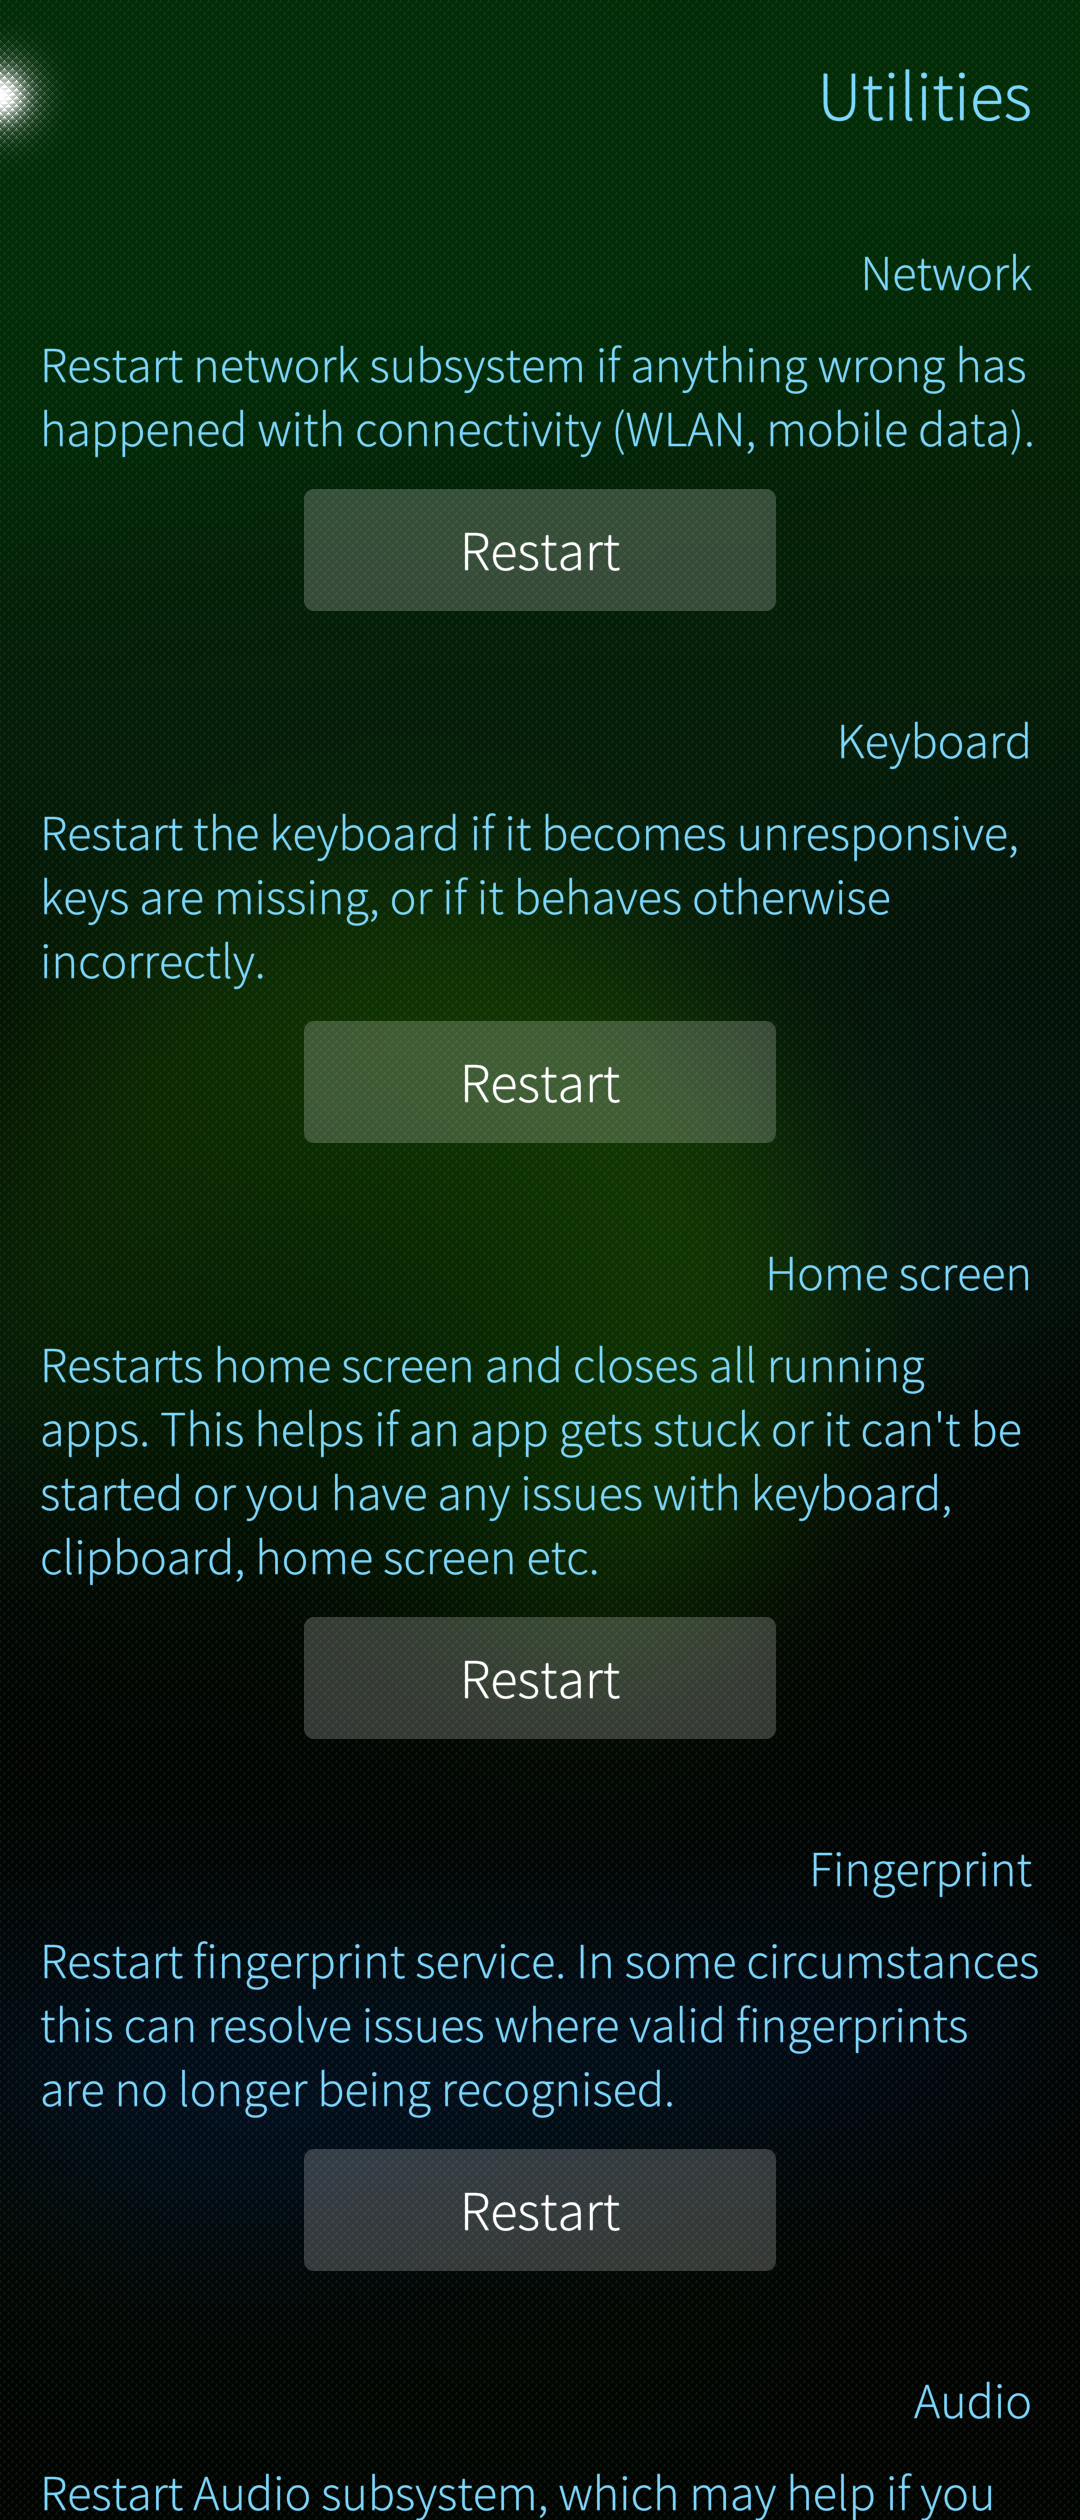 Utilities
Network
Restart network subsystem if anything wrong has
happened with connectivity (WLAN, mobile data).
Restart
Keyboard
Restart the keyboard if it becomes unresponsive,
keys are missing, or if it behaves otherwise
incorrectly.
Restart
Home screen
Restarts home screen and closes all running
apps. This helps if an app gets stuck or it can't be
started or you have any issues with keyboard,
clipboard, home screen etc.
Restart
Fingerprint
Restart fingerprint service. In some circumstances
this can resolve issues where valid fingerprints
are no longer being recognised.
Restart
Audio
Restart Audio subsystem, which may help if you